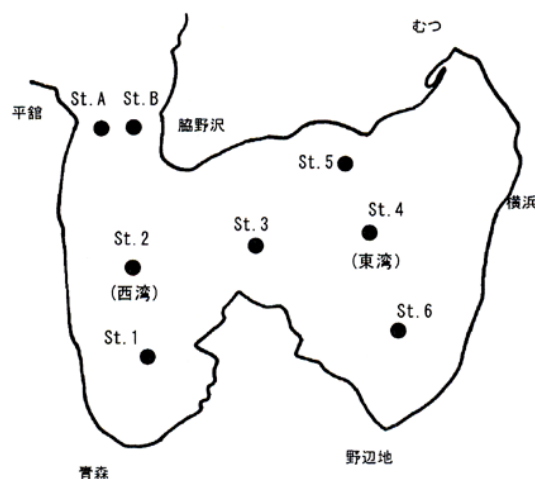 むつ
St.A
St.B
平舘
脇野沢
St.5
横浜
St.4
St.3
St.2
(東湾)
(西湾)
St.6
St.1
野辺地
青森